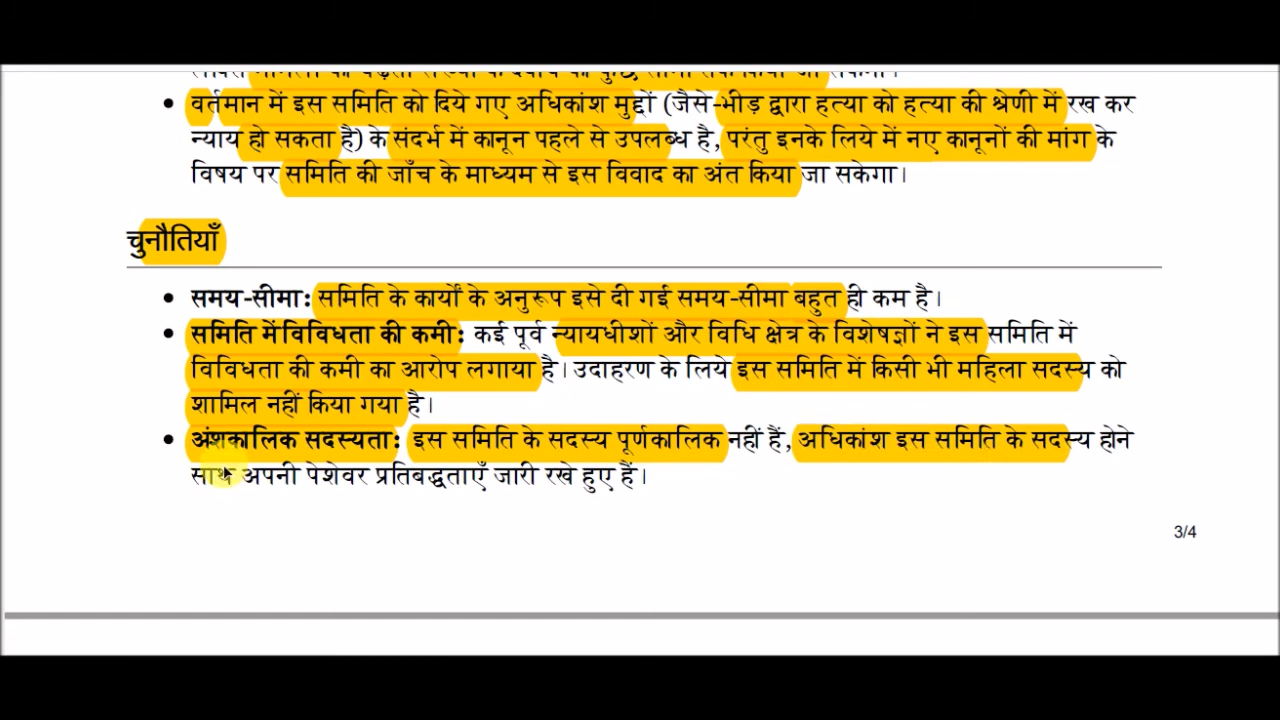 वर्तमान में इस समिति को दिये गए अधिकांश मुद्दों (जैसे-भीड़ द्वारा हत्या को हत्या की श्रेणी में रख कर
न्याय हो सकता है) के संदर्भ में कानून पहले से उपलब्ध है, परंतु इनके लिये में नए कानूनों की मांग के
विषय पर समिति की जाँच के माध्यम से इस विवाद का अंत किया जा सकेगा।
चुनौतियाँ
समय-सीमा: समिति के कार्यों के अनुरूप इसे दी गई समय-सीमा बहुत ही कम है।
समिति में विविधता की कमी: कई पूर्व न्यायधीशों और विधि क्षेत्र के विशेषज्ञों ने इस समिति में
विविधता की कमी का आरोप लगाया है। उदाहरण के लिये इस समिति में किसी भी महिला सदस्य को
शामिल नहीं किया गया है।
अंशकालिक सदस्यता: इस समिति के सदस्य पूर्णकालिक नहीं हैं, अधिकांश इस समिति के सदस्य होने
साथ अपनी पेशेवर प्रतिबद्धताएँ जारी रखे हुए हैं।
3/4